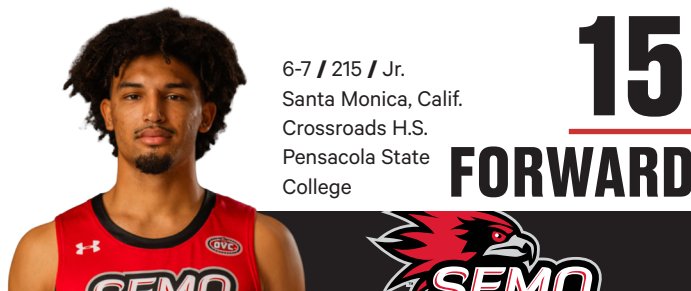 6-7 / 215 / Jr.
Santa Monica, Calif.
Crossroads H.S.
Pensacola State
College
15
FORWARD
OVC
SEMO
SEMO